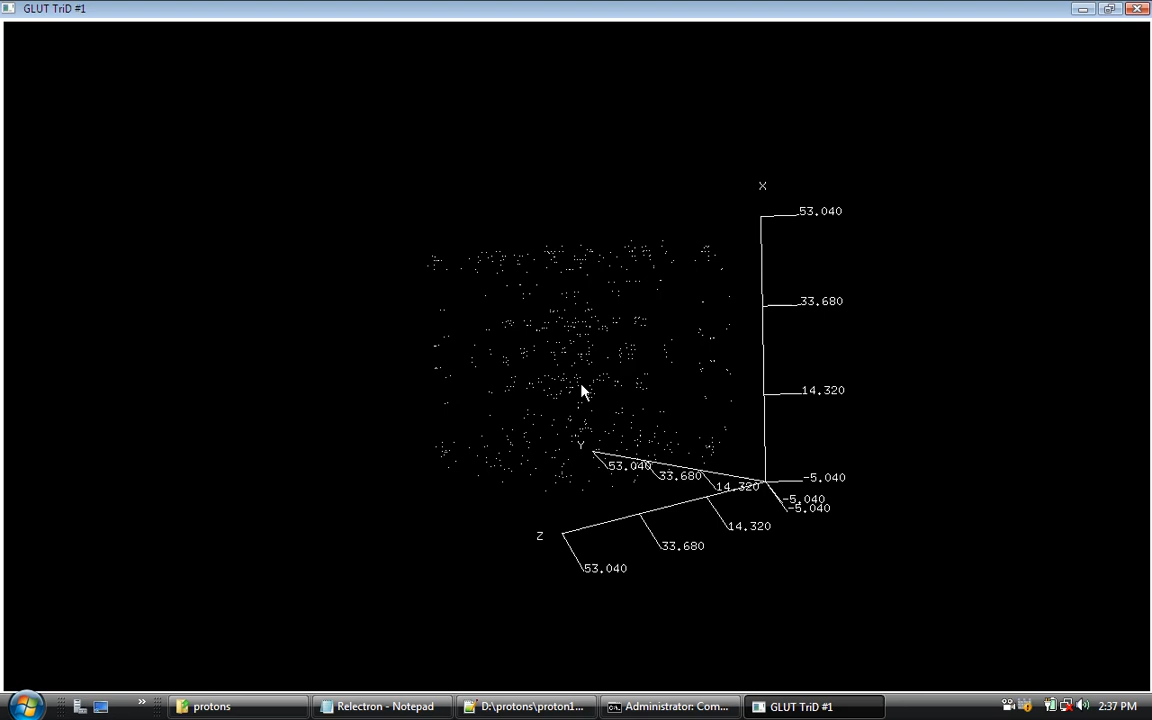 GLUT TriD #1
X
53.040
33.680
14.320
-5.040
Y
53.040
33.680
14.320
-5.040
-5.040
Z
14.320
33.680
53.040
»
protons
Relectron - Notepad
D:\protons\proton1...
Administrator: Com...
GLUT TriD #1
2:37 PM